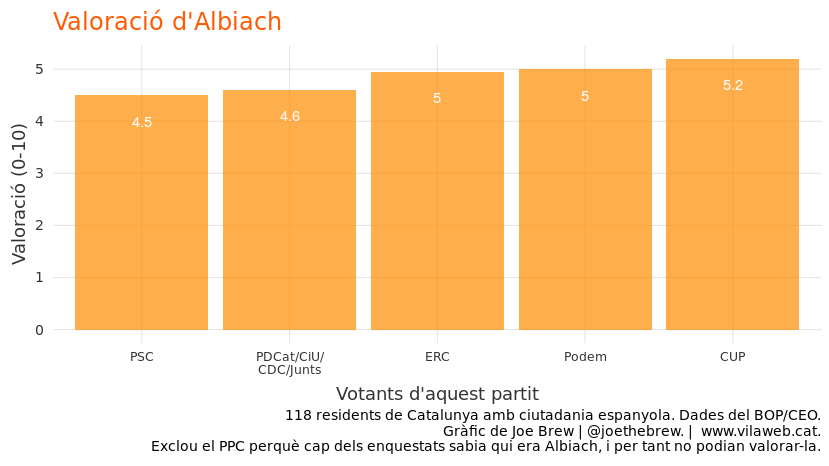 Valoració d'Albiach
Valoració (0-10)
5
4
3
2
1
0
4.5
4.6
5
5
5.2
PSC
PDCat/CiU/
CDC/Junts
ERC
Podem
CUP
Votants d'aquest partit
118 residents de Catalunya amb ciutadania espanyola. Dades del BOP/CEO.
Gràfic de Joe Brew | @joethebrew. |  www.vilaweb.cat.
Exclou el PPC perquè cap dels enquestats sabia qui era Albiach, i per tant no podian valorar-la.